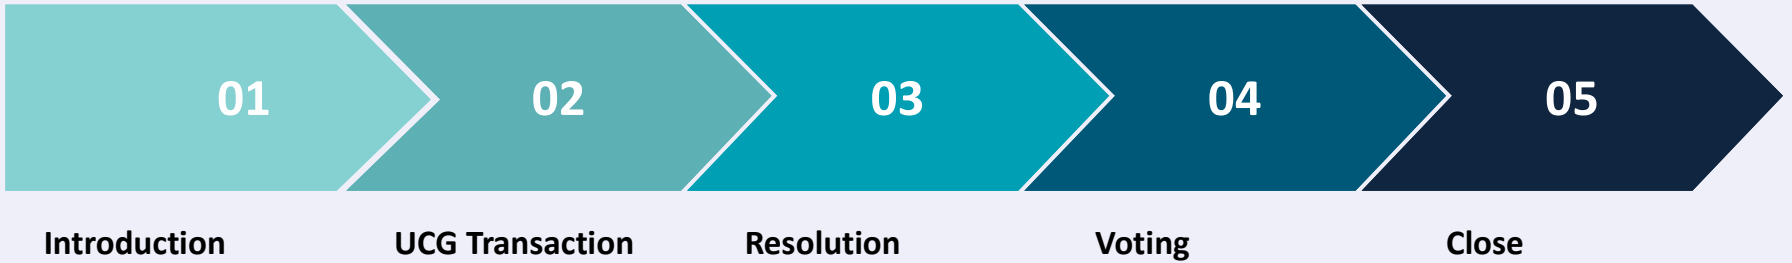 01 02 03 04 05
Introduction UCG Transaction Resolution Voting Close